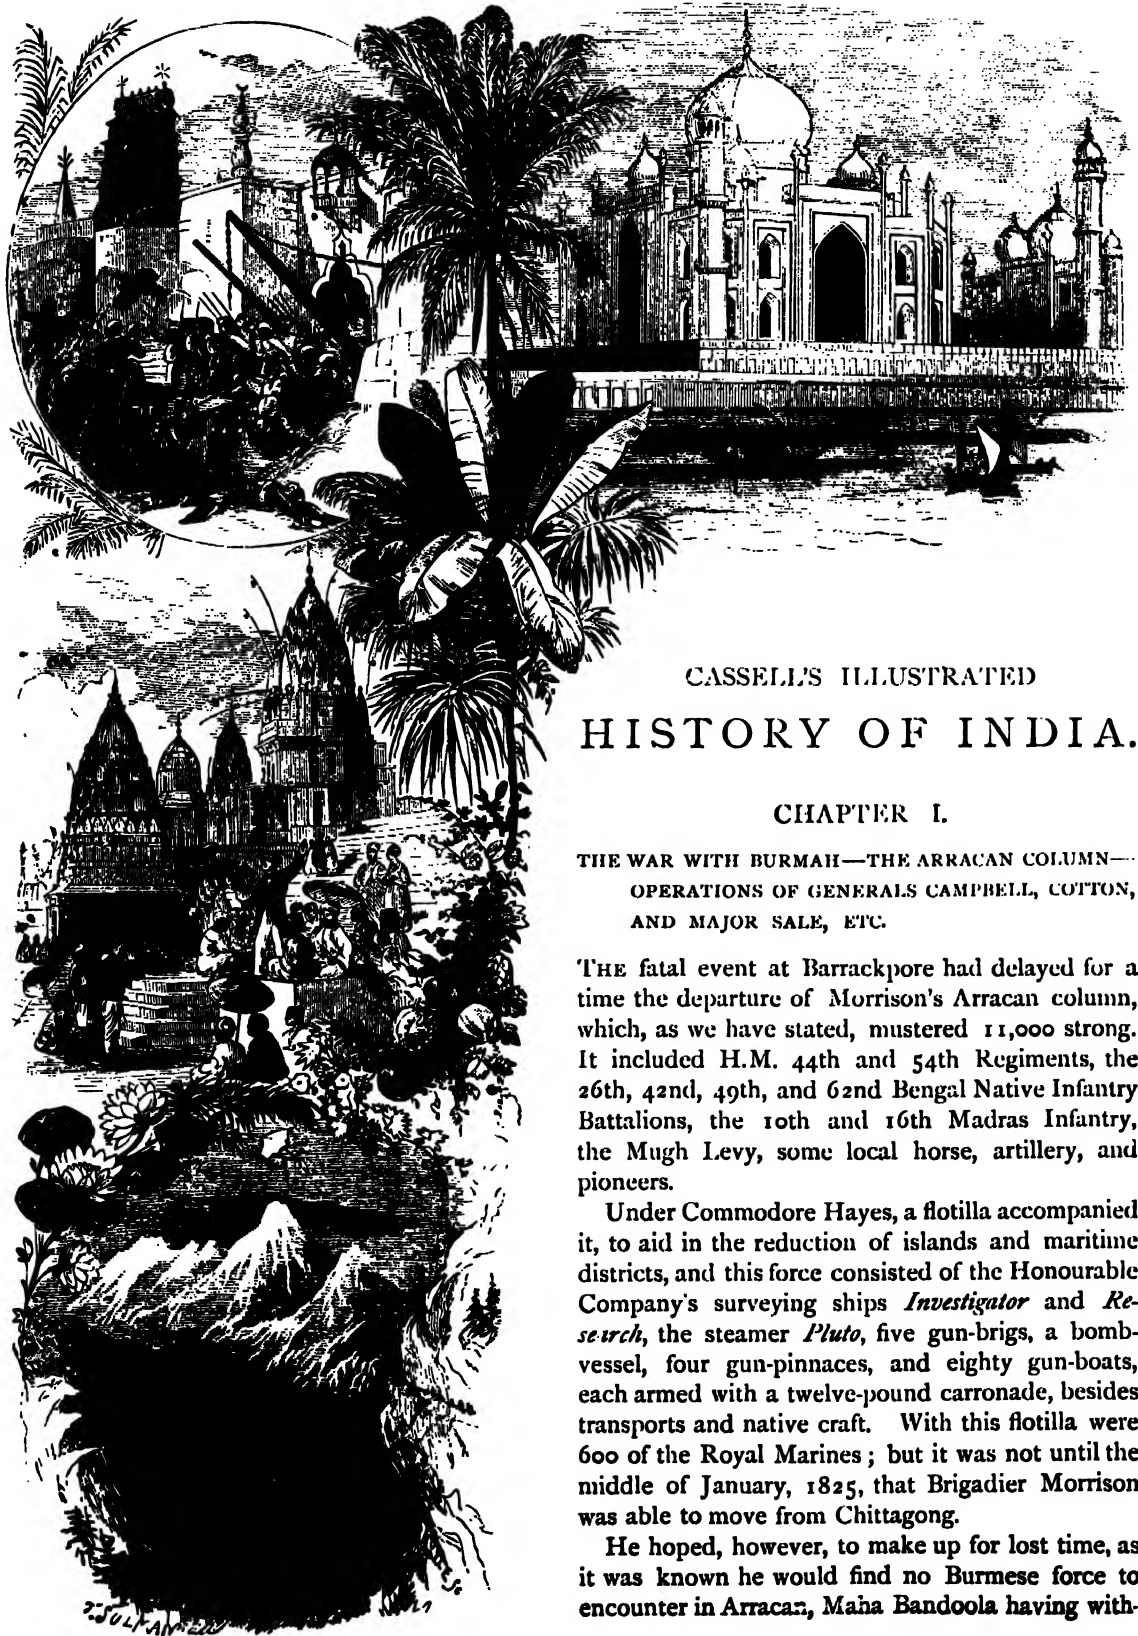 CASSELL'S ILLUSTRATED
HISTORY OF INDIA.
CHAPTER I.
THE WAR WITH BURMAH—THE ARRACAN COLUMN—
OPERATIONS OF GENERALS CAMPBELL, COTTON,
AND MAJOR SALE, ETC.
THE fatal event at Barrackpore had delayed for a
time the departure of Morrison's Arracan column,
which, as we have stated, mustered 11,000 strong.
It included H.M. 44th and 54th Regiments, the
26th, 42nd, 49th, and 62nd Bengal Native Infantry
Battalions, the 10th and 16th Madras Infantry,
the Mugh Levy, some local horse, artillery, and
pioneers.
Under Commodore Hayes, a flotilla accompanied
it, to aid in the reduction of islands and maritime
districts, and this force consisted of the Honourable
Company's surveying ships Investigator and Re-
search, the steamer Pluto, five gun-brigs, a bomb-
vessel, four gun-pinnaces, and eighty gun-boats,
each armed with a twelve-pound carronade, besides
transports and native craft. With this flotilla were
600 of the Royal Marines; but it was not until the
middle of January, 1825, that Brigadier Morrison
was able to move from Chittagong.
He hoped, however, to make up for lost time, as
it was known he would find no Burmese force to
encounter in Arracan, Maha Bandoola having with-